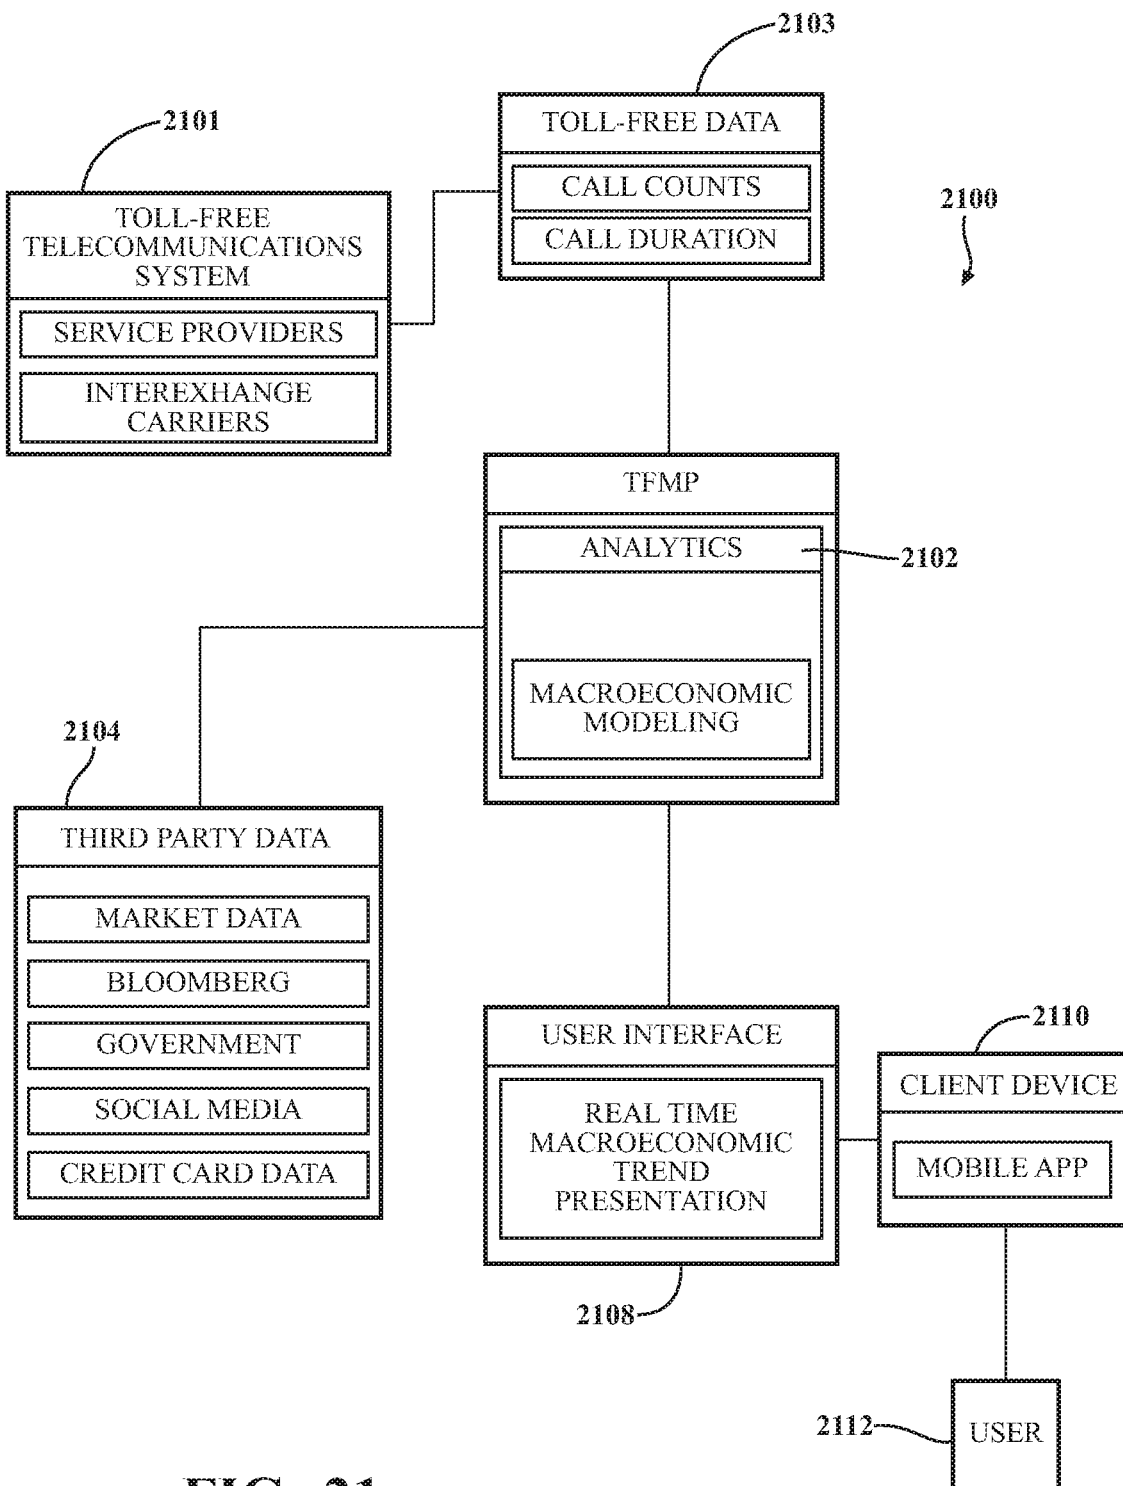 2103
TOLL-FREE DATA
CALL COUNTS
CALL DURATION
2101
TOLL-FREE
TELECOMMUNICATIONS
SYSTEM
SERVICE PROVIDERS
INTEREXHANGE
CARRIERS
2100
TFMP
ANALYTICS
2102
MACROECONOMIC
MODELING
2104
THIRD PARTY DATA
MARKET DATA
BLOOMBERG
GOVERNMENT
SOCIAL MEDIA
CREDIT CARD DATA
USER INTERFACE
REAL TIME
MACROECONOMIC
TREND
PRESENTATION
2108
2110
CLIENT DEVICE
MOBILE APP
2112
USER
FIG. 21